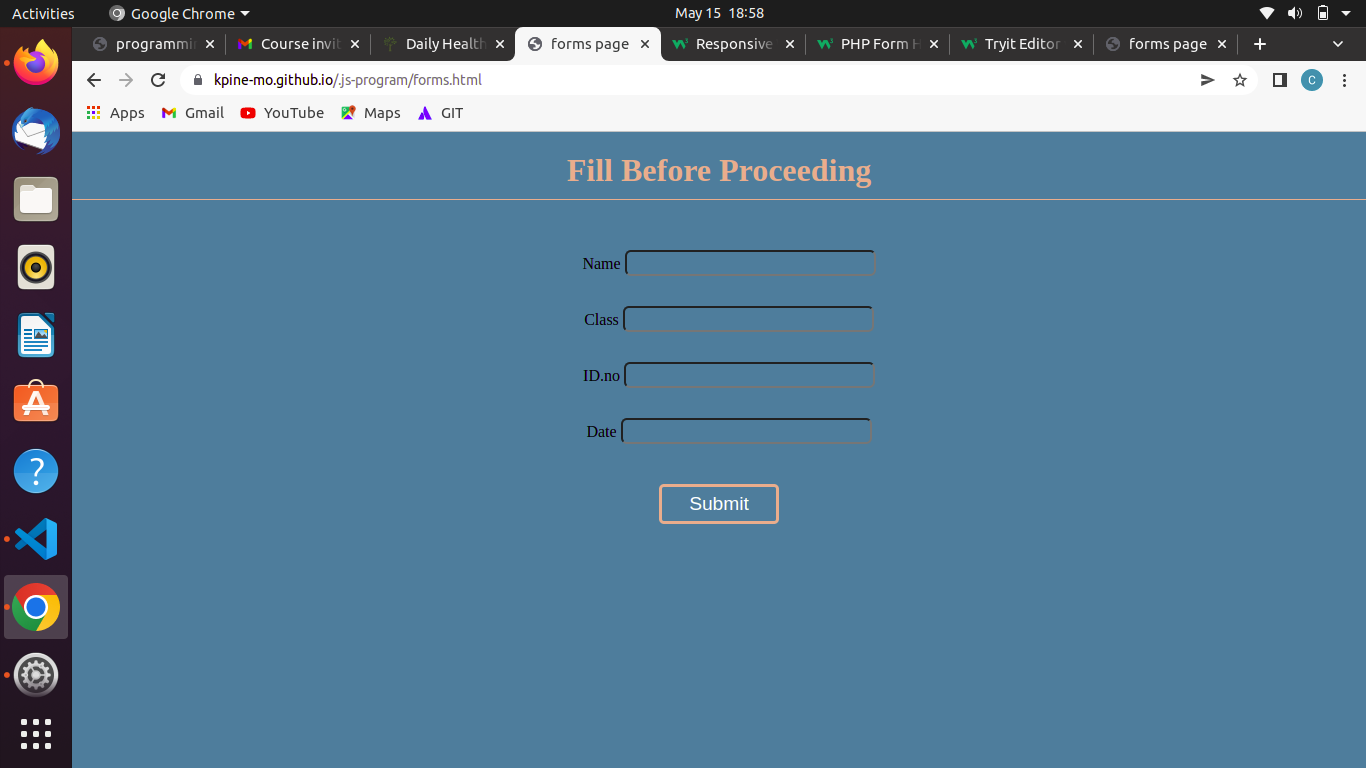 Activities Google Chrome May 15 18:58
programmi Course invit Daily Health forms page Responsive PHP Form H Tryit Editor forms page
kpine-mo.github.io/.js-program/forms.html C
Apps Gmail YouTube Maps GIT
Fill Before Proceeding
Name
Class
ID.no
Date
Submit